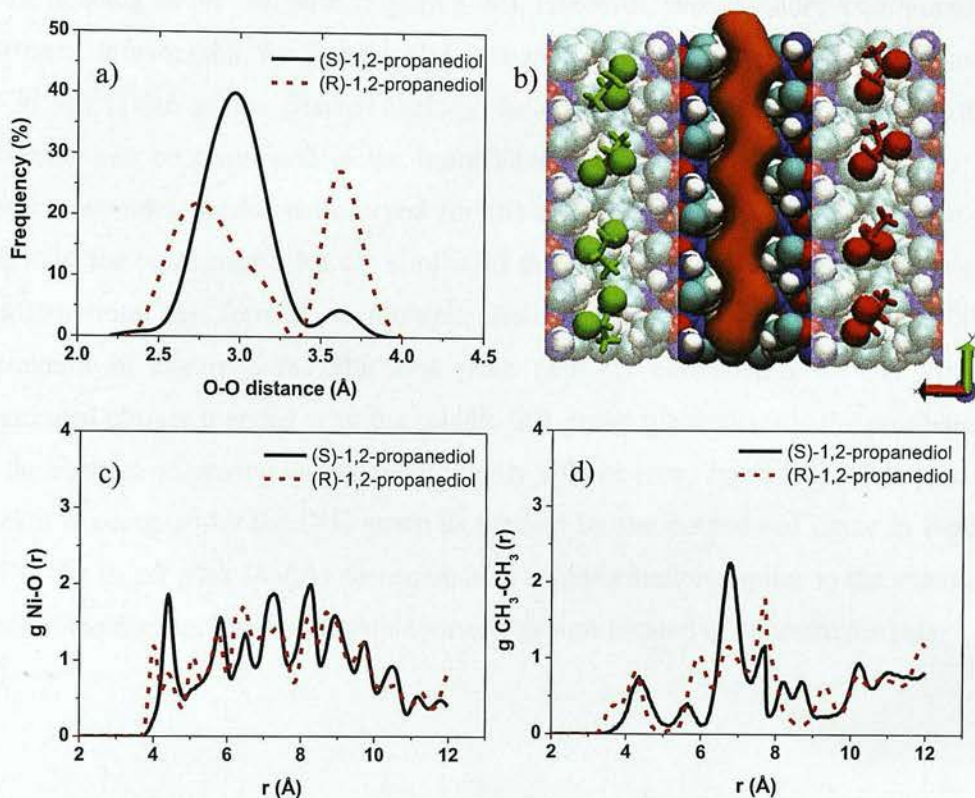 a)
(S)-1,2-propanediol
(R)-1,2-propanediol
Frequency (%)
50
40
30
20
10
0
2.0 2.5 3.0 3.5 4.0 4.5
O-O distance (Å)
b)
Y
X
c)
(S)-1,2-propanediol
(R)-1,2-propanediol
g Ni-O (r)
4
3
2
1
0
2 4 6 8 10 12
r (Å)
d)
(S)-1,2-propanediol
(R)-1,2-propanediol
g CH3-CH3 (r)
4
3
2
1
0
2 4 6 8 10 12
r (Å)